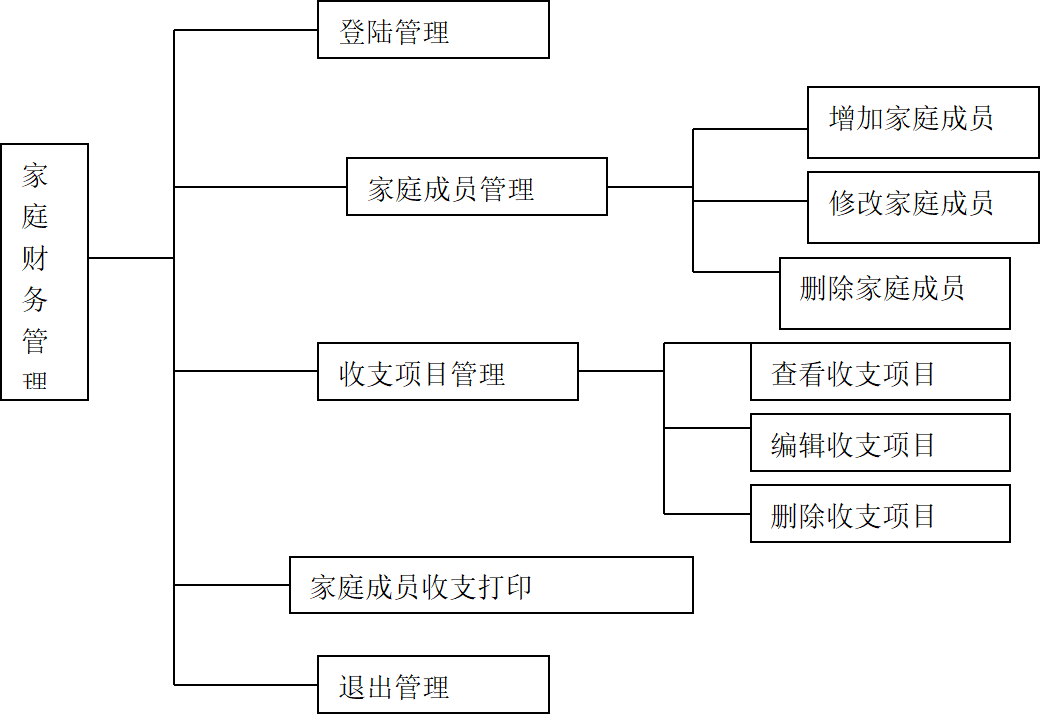 家庭财务管理
登陆管理
家庭成员管理
增加家庭成员
修改家庭成员
删除家庭成员
收支项目管理
查看收支项目
编辑收支项目
删除收支项目
家庭成员收支打印
退出管理